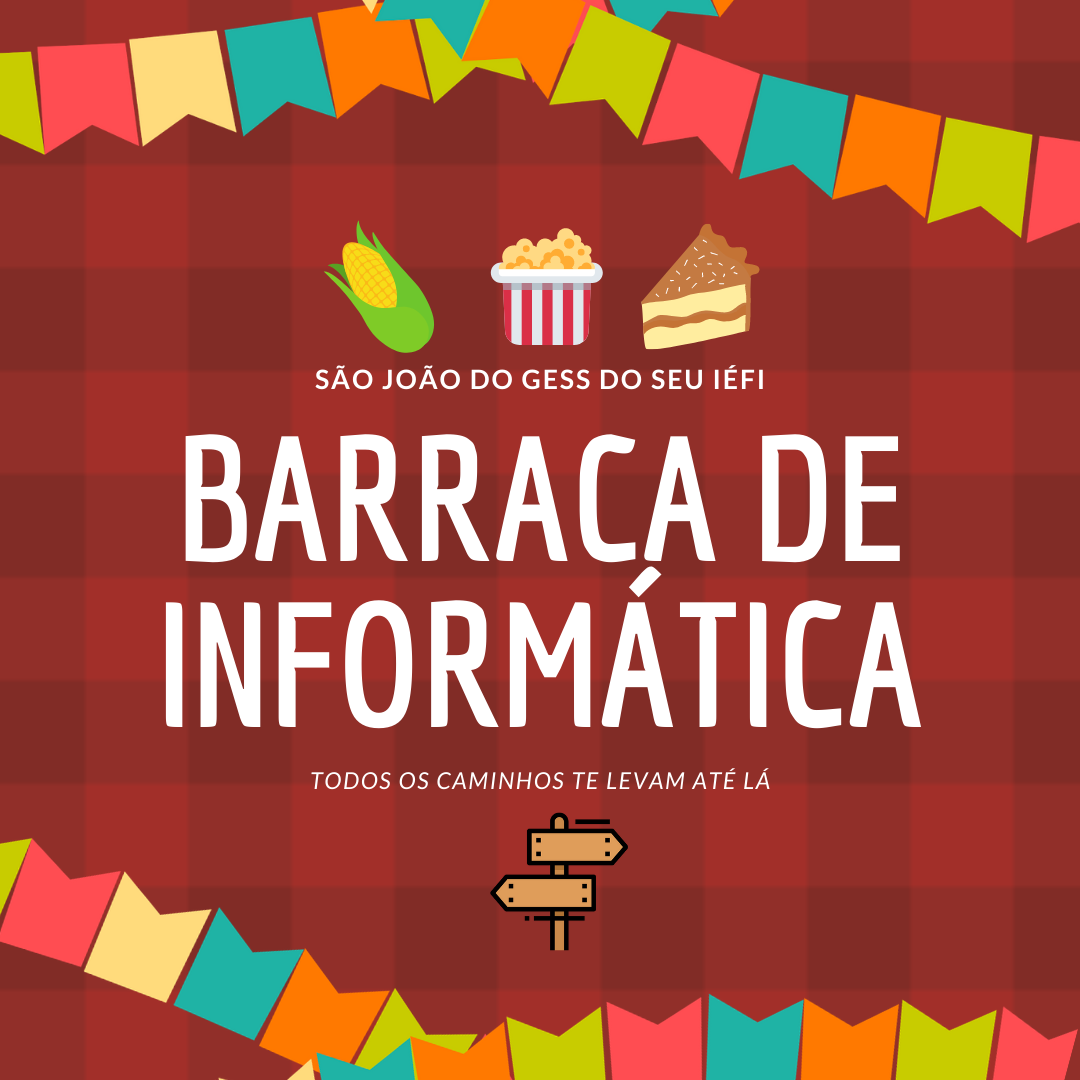 SÃO JOÃO DO GESS DO SEU IÉFI
BARRACA DE
INFORMÁTICA
TODOS OS CAMINHOS TE LEVAM ATÉ LÁ